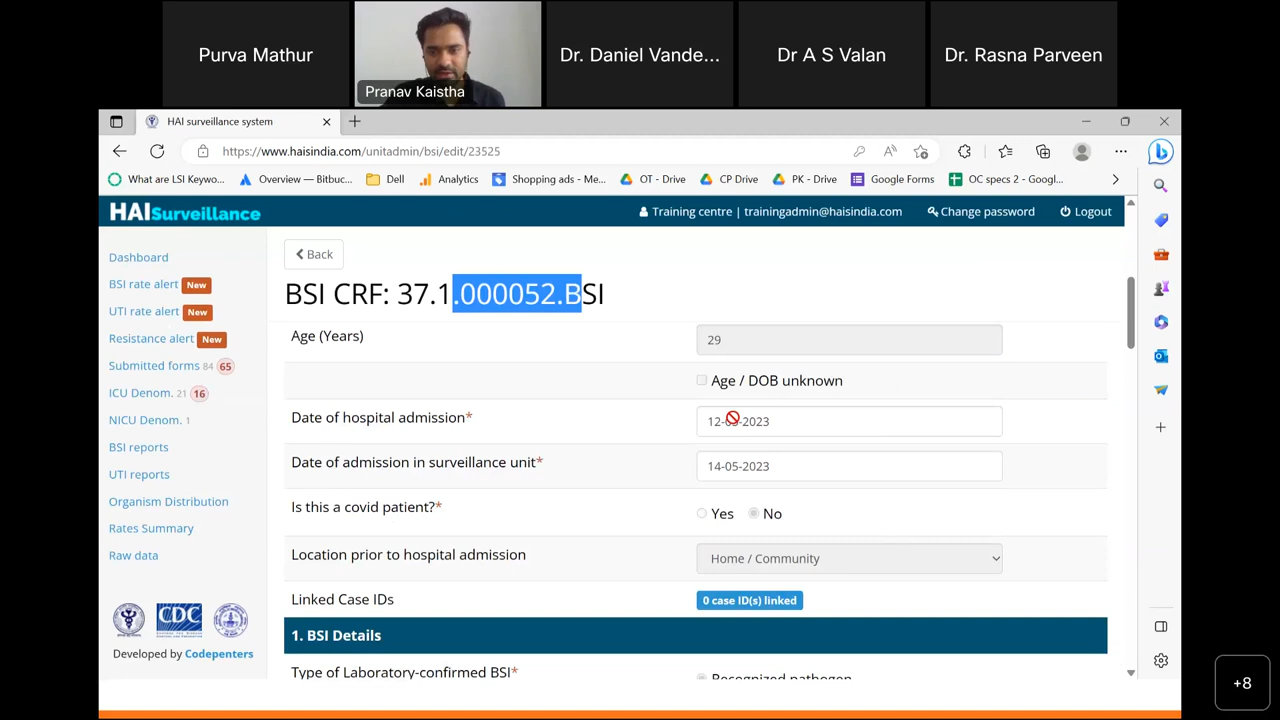 Purva Mathur
Pranav Kaistha
Dr. Daniel Vande...
Dr A S Valan
Dr. Rasna Parveen
HAI surveillance system
https://www.haisindia.com/unitadmin/bsi/edit/23525
What are LSI Keywo...
Overview — Bitbuc...
Dell
Analytics
Shopping ads - Me...
OT - Drive
CP Drive
PK - Drive
Google Forms
OC specs 2 - Googl...
HAISurveillance
Training centre | trainingadmin@haisindia.com
Change password
Logout
Dashboard
BSI rate alert New
UTI rate alert New
Resistance alert New
Submitted forms 84 65
ICU Denom. 21 16
NICU Denom. 1
BSI reports
UTI reports
Organism Distribution
Rates Summary
Raw data
CDC
Developed by Codepenters
Back
BSI CRF: 37.1.000052.BSI
Age (Years) 29
Age / DOB unknown
Date of hospital admission* 12-05-2023
Date of admission in surveillance unit* 14-05-2023
Is this a covid patient?* Yes No
Location prior to hospital admission Home / Community
Linked Case IDs 0 case ID(s) linked
1. BSI Details
Type of Laboratory-confirmed BSI* Recognized pathogen
+8